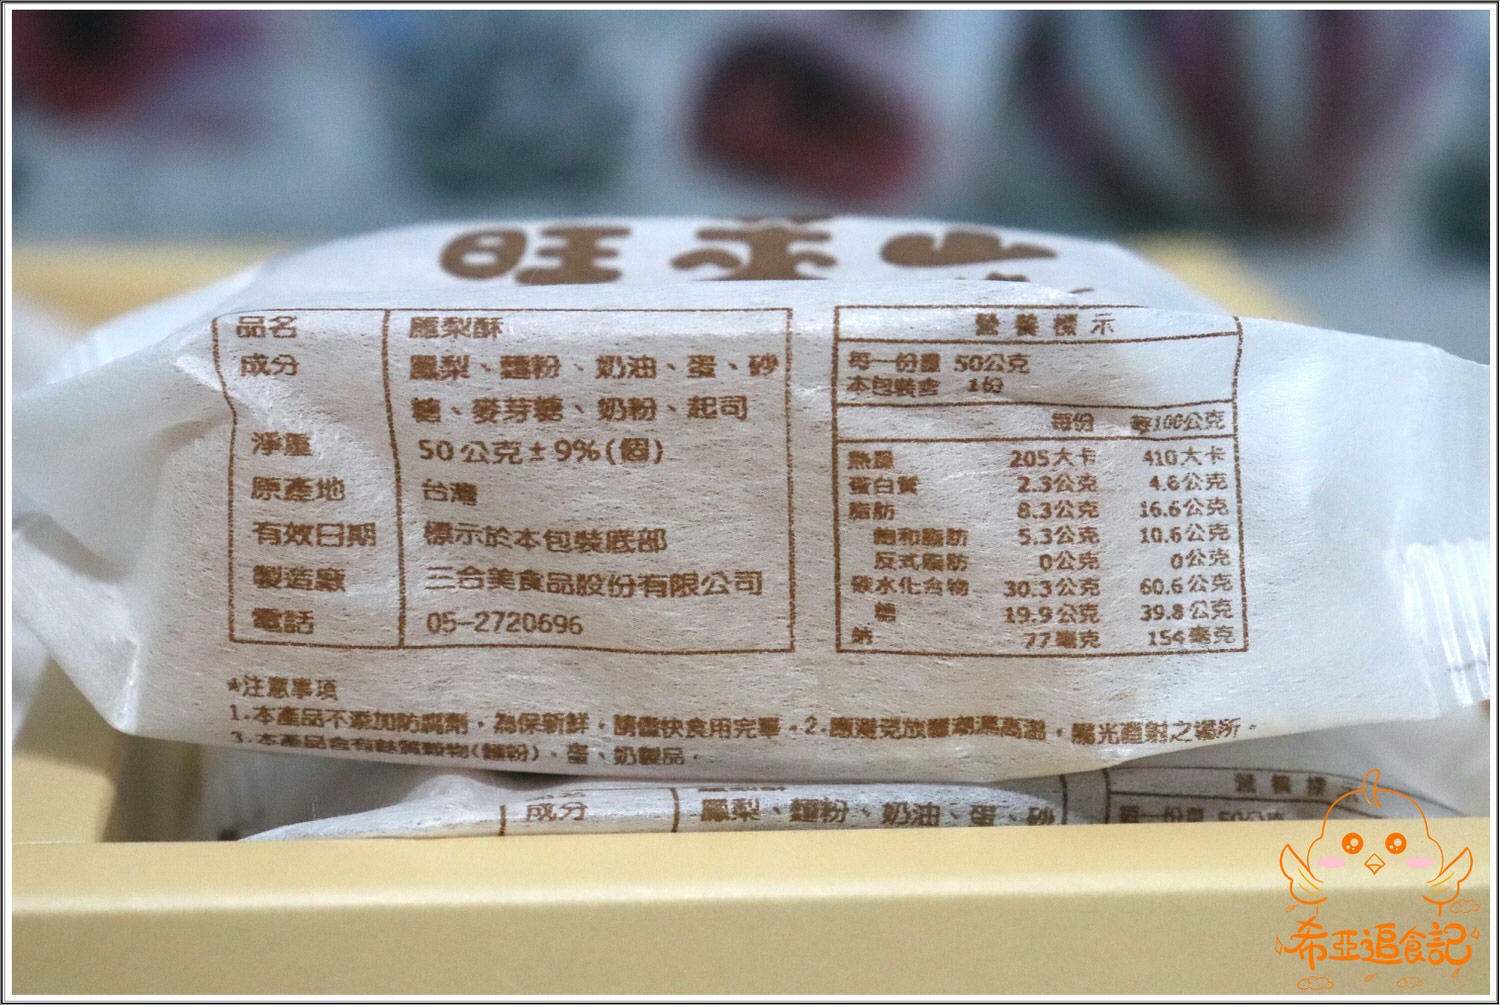 旺來山
品名 鳳梨酥
成分 鳳梨、麵粉、奶油、蛋、砂
糖、麥芽糖、奶粉、起司
淨重 50公克±9%(個)
原產地 台灣
有效日期 標示於本包裝底部
製造廠 三合美食品股份有限公司
電話 05-2720696
營養標示
每一份量 50公克
本包裝含 1份
每份 每100公克
熱量 205大卡 410大卡
蛋白質 2.3公克 4.6公克
脂肪 8.3公克 16.6公克
飽和脂肪 5.3公克 10.6公克
反式脂肪 0公克 0公克
碳水化合物 30.3公克 60.6公克
糖 19.9公克 39.8公克
鈉 77毫克 154毫克
*注意事項
1.本產品不添加防腐劑,為保新鮮,請儘快食用完畢。2.應避免放置潮濕高溫,陽光直射之場所。
3.本產品含有麩質穀物(麵粉)、蛋、奶製品。
成分 鳳梨、麵粉、奶油、蛋、砂
營養標示
每一份量 50公克
希亞追食記